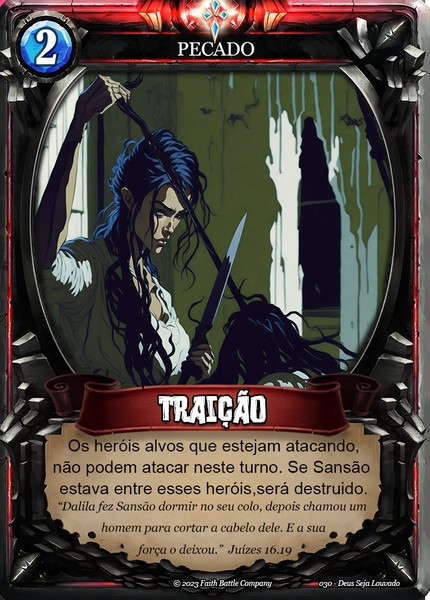 2
PECADO
TRAIÇÃO
Os heróis alvos que estejam atacando,
não podem atacar neste turno. Se Sansão
estava entre esses heróis,será destruido.
“Dalila fez Sansão dormir no seu colo, depois chamou um
homem para cortar a cabelo dele. E a sua
força o deixou.” Juízes 16.19
© 2023 Faith Battle Company
030 - Deus Seja Louvado